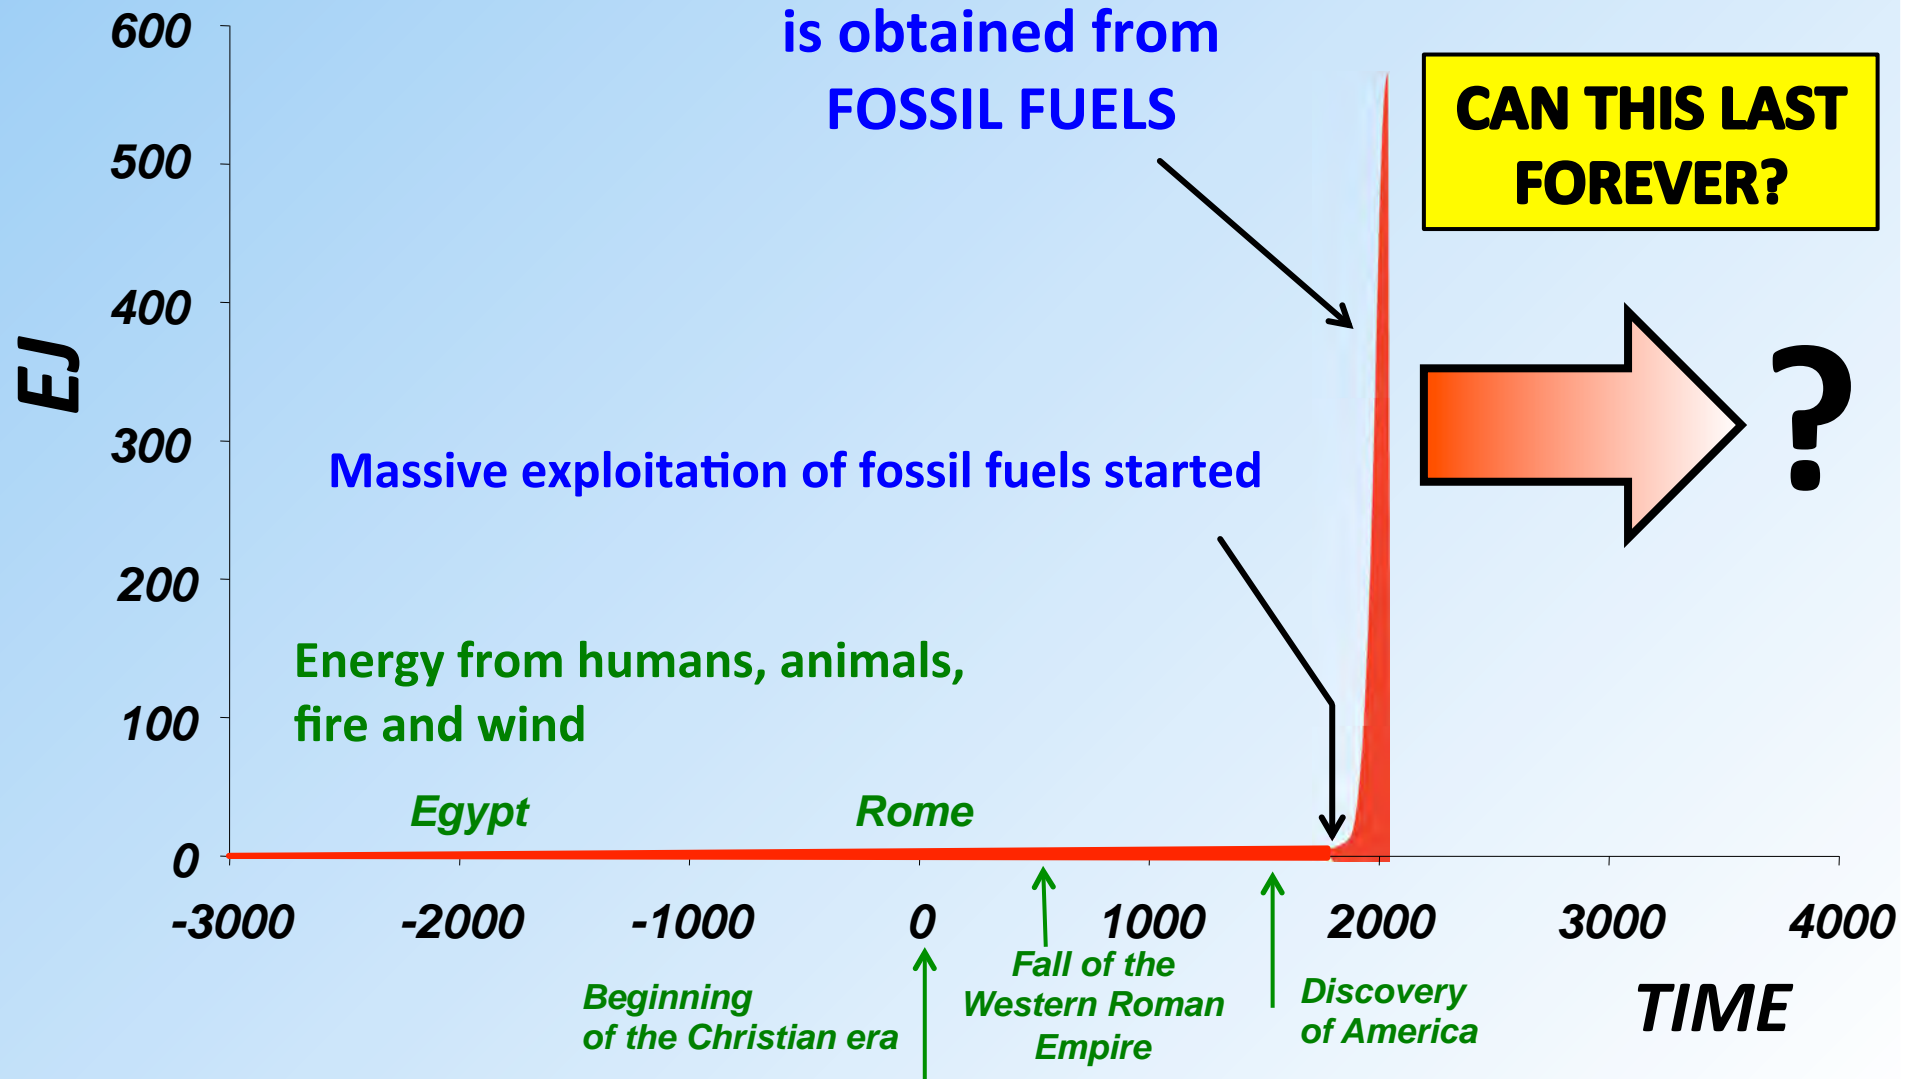 600
500
400
300
200
100
0
EJ
is obtained from
FOSSIL FUELS
CAN THIS LAST
FOREVER?
?
Massive exploitation of fossil fuels started
Energy from humans, animals,
fire and wind
Egypt
Rome
-3000 -2000 -1000 0 1000 2000 3000 4000
Beginning
of the Christian era
Fall of the
Western Roman
Empire
Discovery
of America
TIME